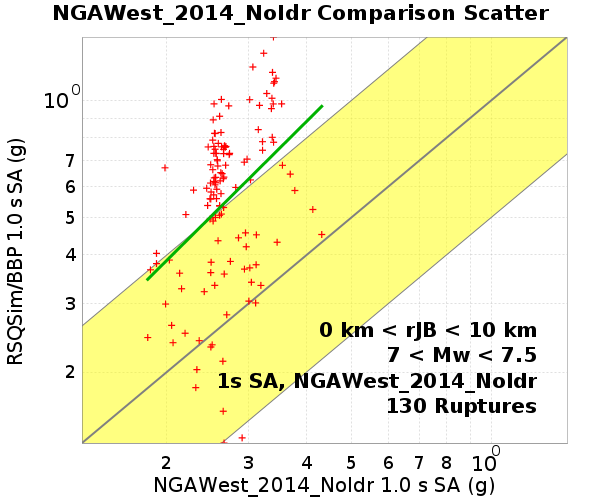 NGAWest_2014_NoIdr Comparison Scatter
RSQSim/BBP 1.0 s SA (g)
10⁰
7
6
5
4
3
2
0 km < rJB < 10 km
7 < Mw < 7.5
1s SA, NGAWest_2014_NoIdr
130 Ruptures
2 3 4 5 6 7 8 10⁰
NGAWest_2014_NoIdr 1.0 s SA (g)